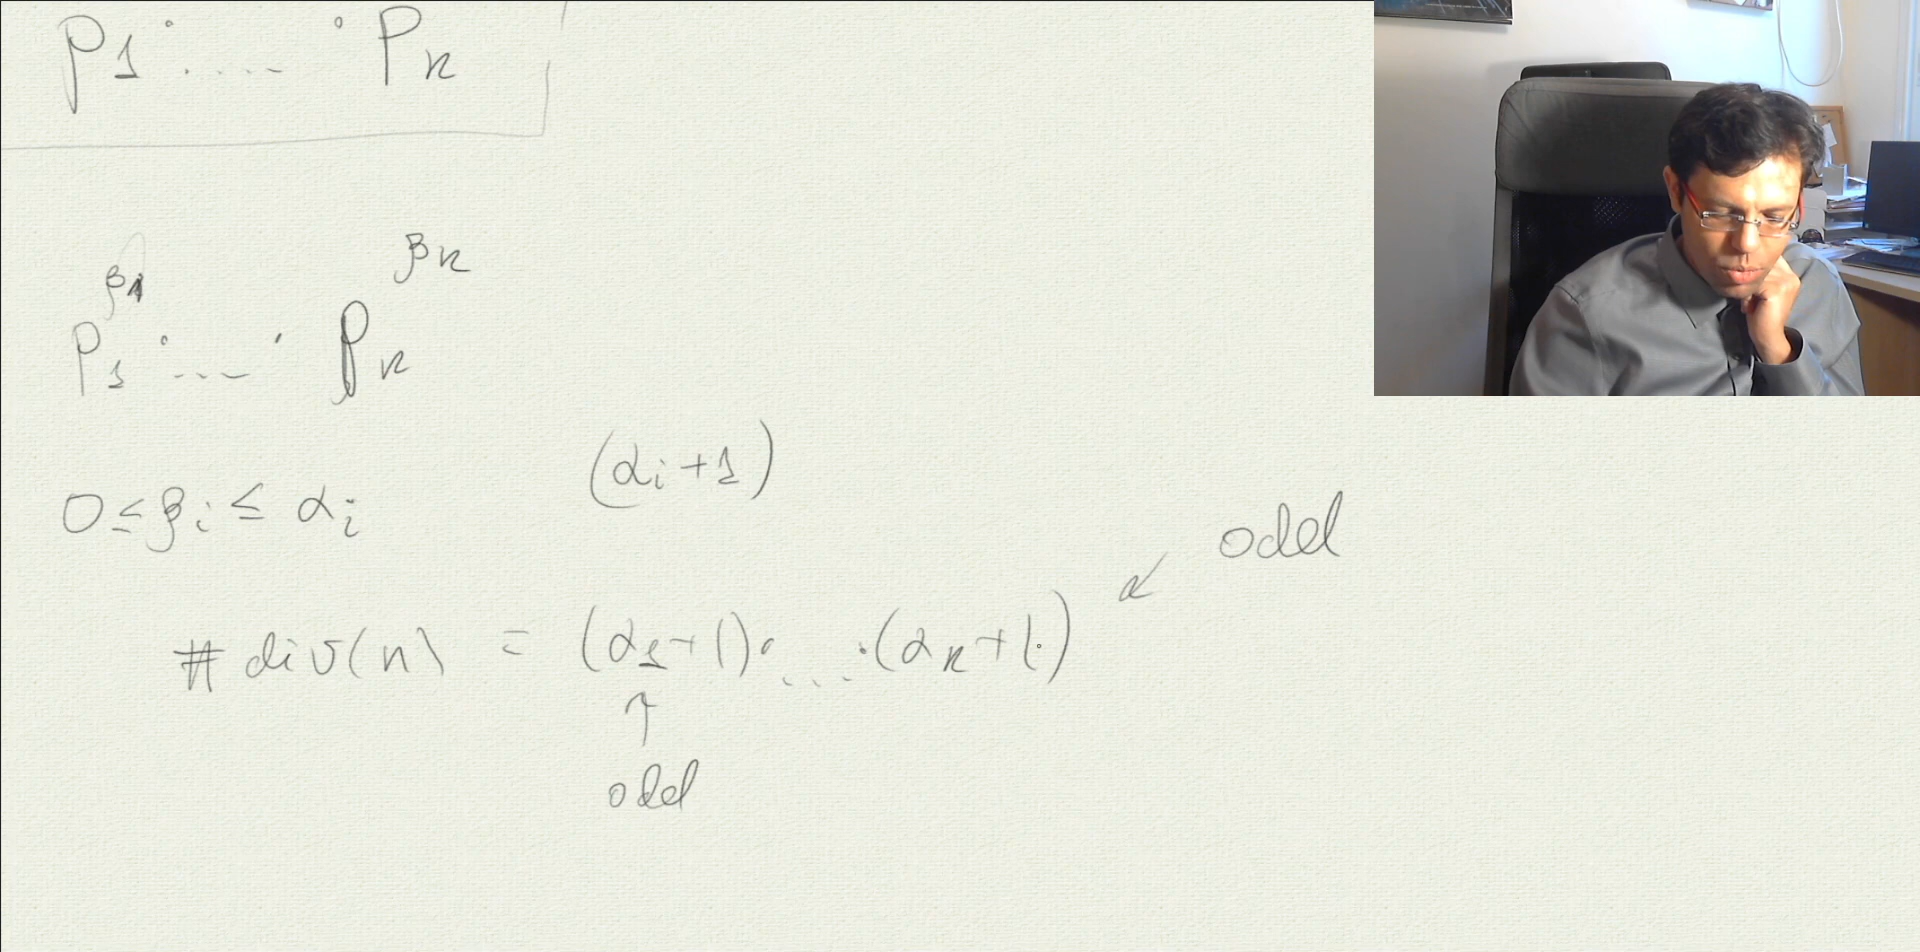 p₁ · .... · pₖ
p₁^β₁ · ... · pₖ^βₖ
(αᵢ+1)
0 ≤ βᵢ ≤ αᵢ
odd
# div(n) = (α₁+1) · ... · (αₖ+1)
↑
odd